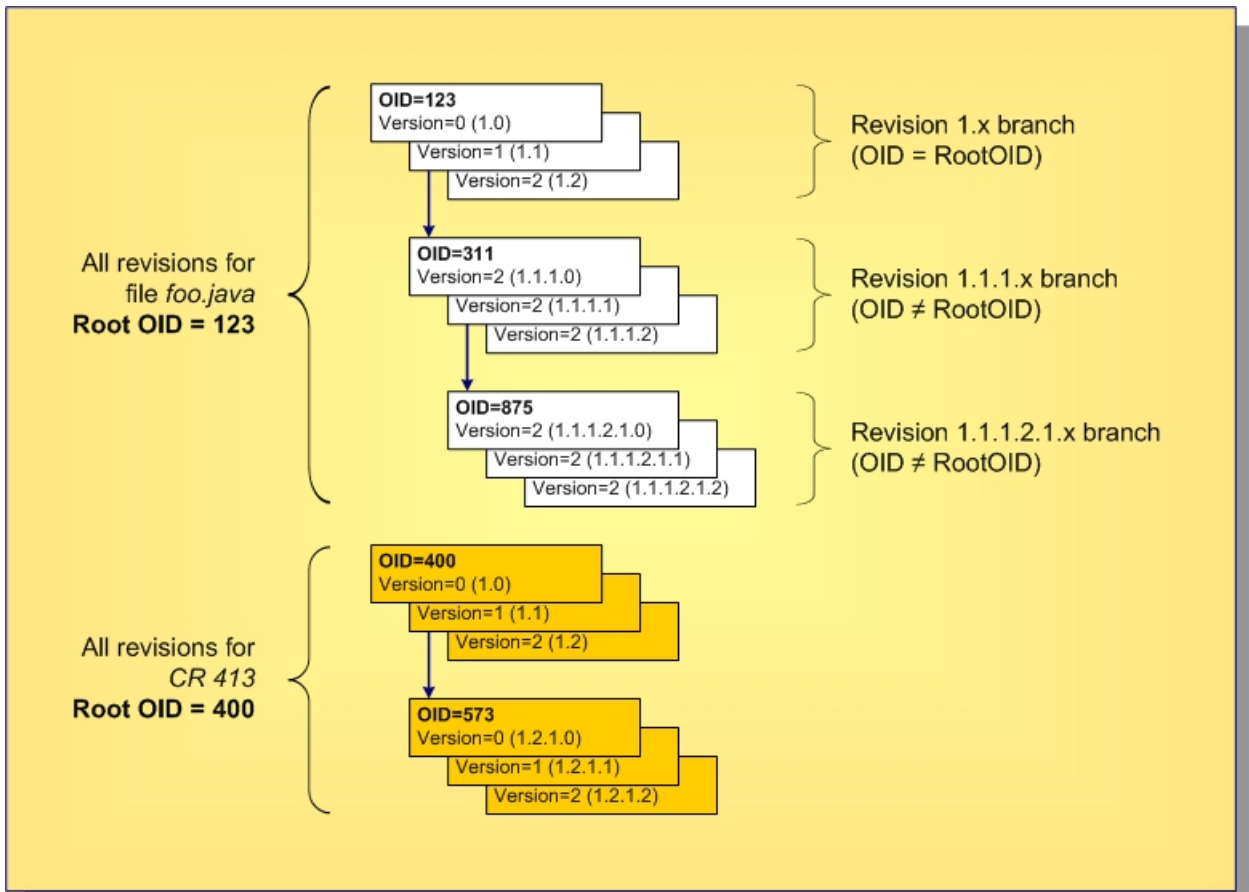 All revisions for
file foo.java
Root OID = 123
OID=123
Version=0 (1.0)
Version=1 (1.1)
Version=2 (1.2)
Revision 1.x branch
(OID = RootOID)
OID=311
Version=2 (1.1.1.0)
Version=2 (1.1.1.1)
Version=2 (1.1.1.2)
Revision 1.1.1.x branch
(OID ≠ RootOID)
OID=875
Version=2 (1.1.1.2.1.0)
Version=2 (1.1.1.2.1.1)
Version=2 (1.1.1.2.1.2)
Revision 1.1.1.2.1.x branch
(OID ≠ RootOID)
All revisions for
CR 413
Root OID = 400
OID=400
Version=0 (1.0)
Version=1 (1.1)
Version=2 (1.2)
OID=573
Version=0 (1.2.1.0)
Version=1 (1.2.1.1)
Version=2 (1.2.1.2)